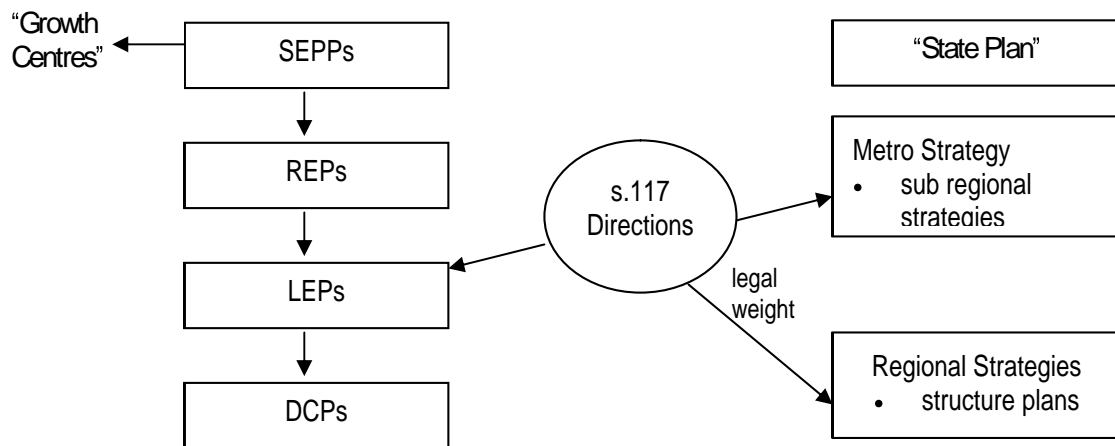 “Growth
Centres”
SEPPs
REPs
LEPs
DCPs
s.117
Directions
legal
weight
“State Plan”
Metro Strategy
• sub regional
strategies
Regional Strategies
• structure plans